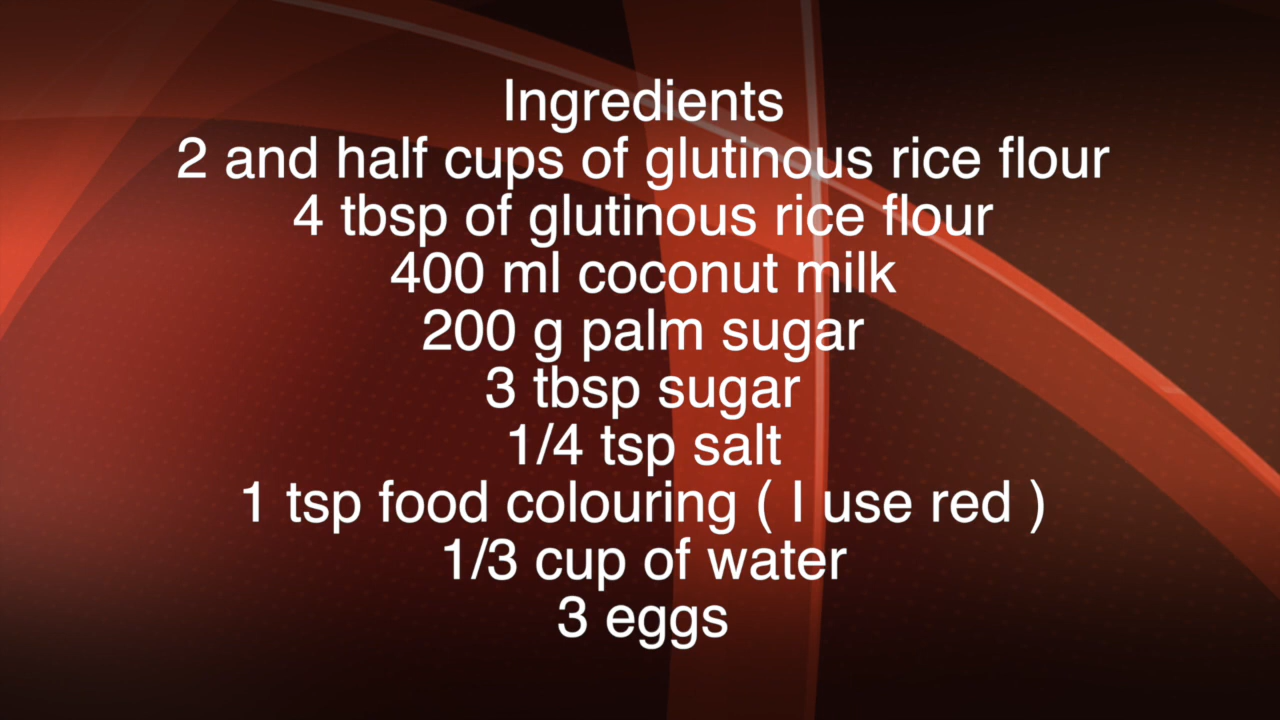 Ingredients
2 and half cups of glutinous rice flour
4 tbsp of glutinous rice flour
400 ml coconut milk
200 g palm sugar
3 tbsp sugar
1/4 tsp salt
1 tsp food colouring ( I use red )
1/3 cup of water
3 eggs